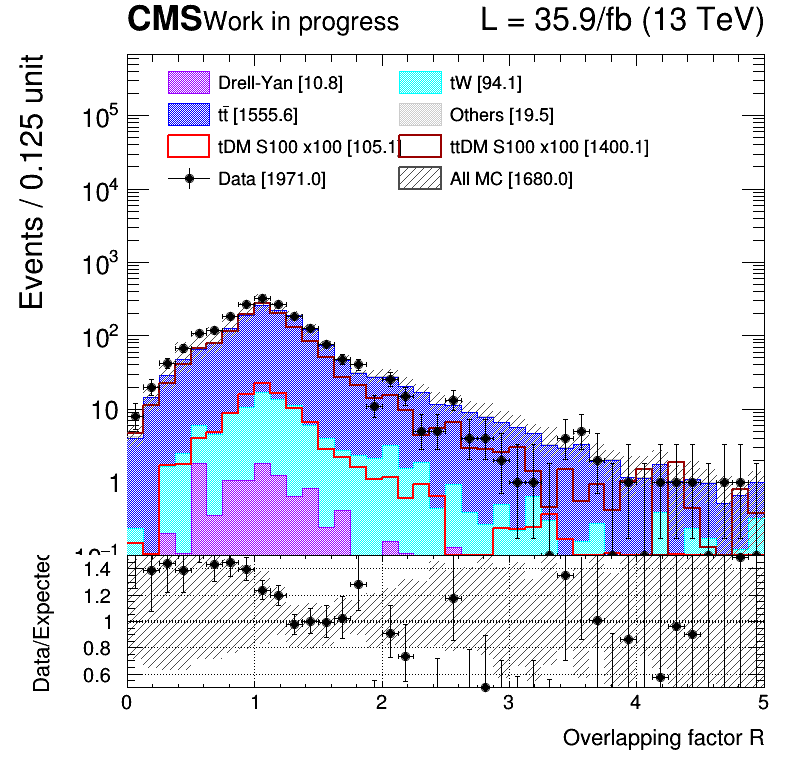 CMS Work in progress L = 35.9/fb (13 TeV)
Events / 0.125 unit
Drell-Yan [10.8] tW [94.1]
tt̄ [1555.6] Others [19.5]
tDM S100 x100 [105.1] ttDM S100 x100 [1400.1]
Data [1971.0] All MC [1680.0]
10⁵
10⁴
10³
10²
10
1
10⁻¹
Data/Expected
1.4
1.2
1
0.8
0.6
0 1 2 3 4 5
Overlapping factor R